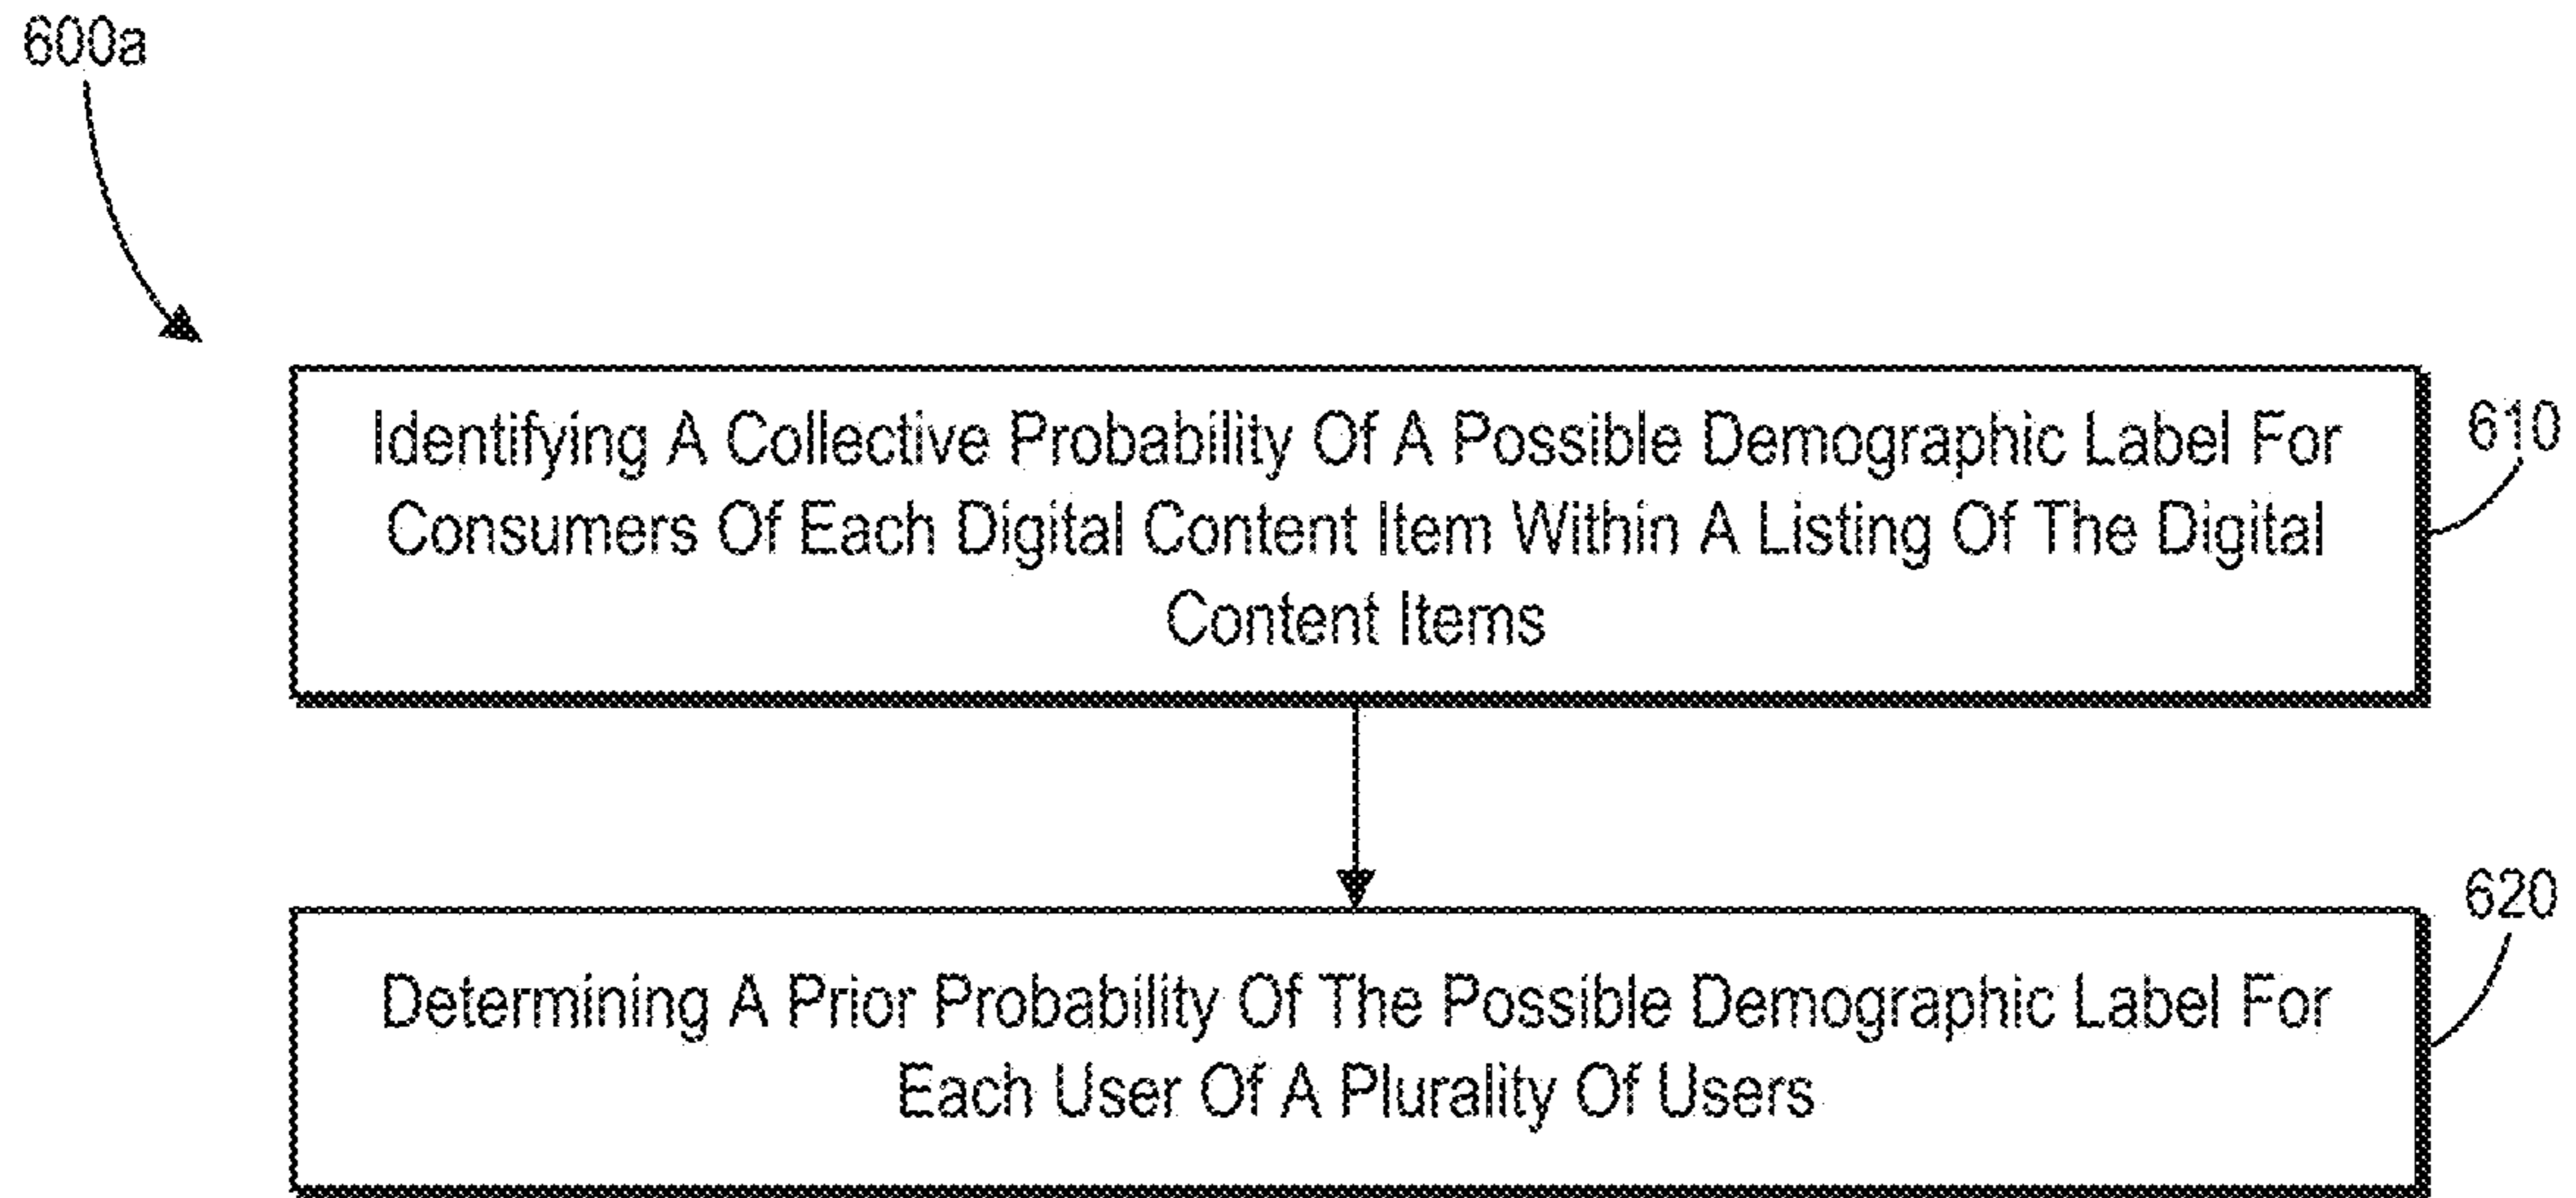 600a
Identifying A Collective Probability Of A Possible Demographic Label For
Consumers Of Each Digital Content Item Within A Listing Of The Digital
Content Items
610
Determining A Prior Probability Of The Possible Demographic Label For
Each User Of A Plurality Of Users
620